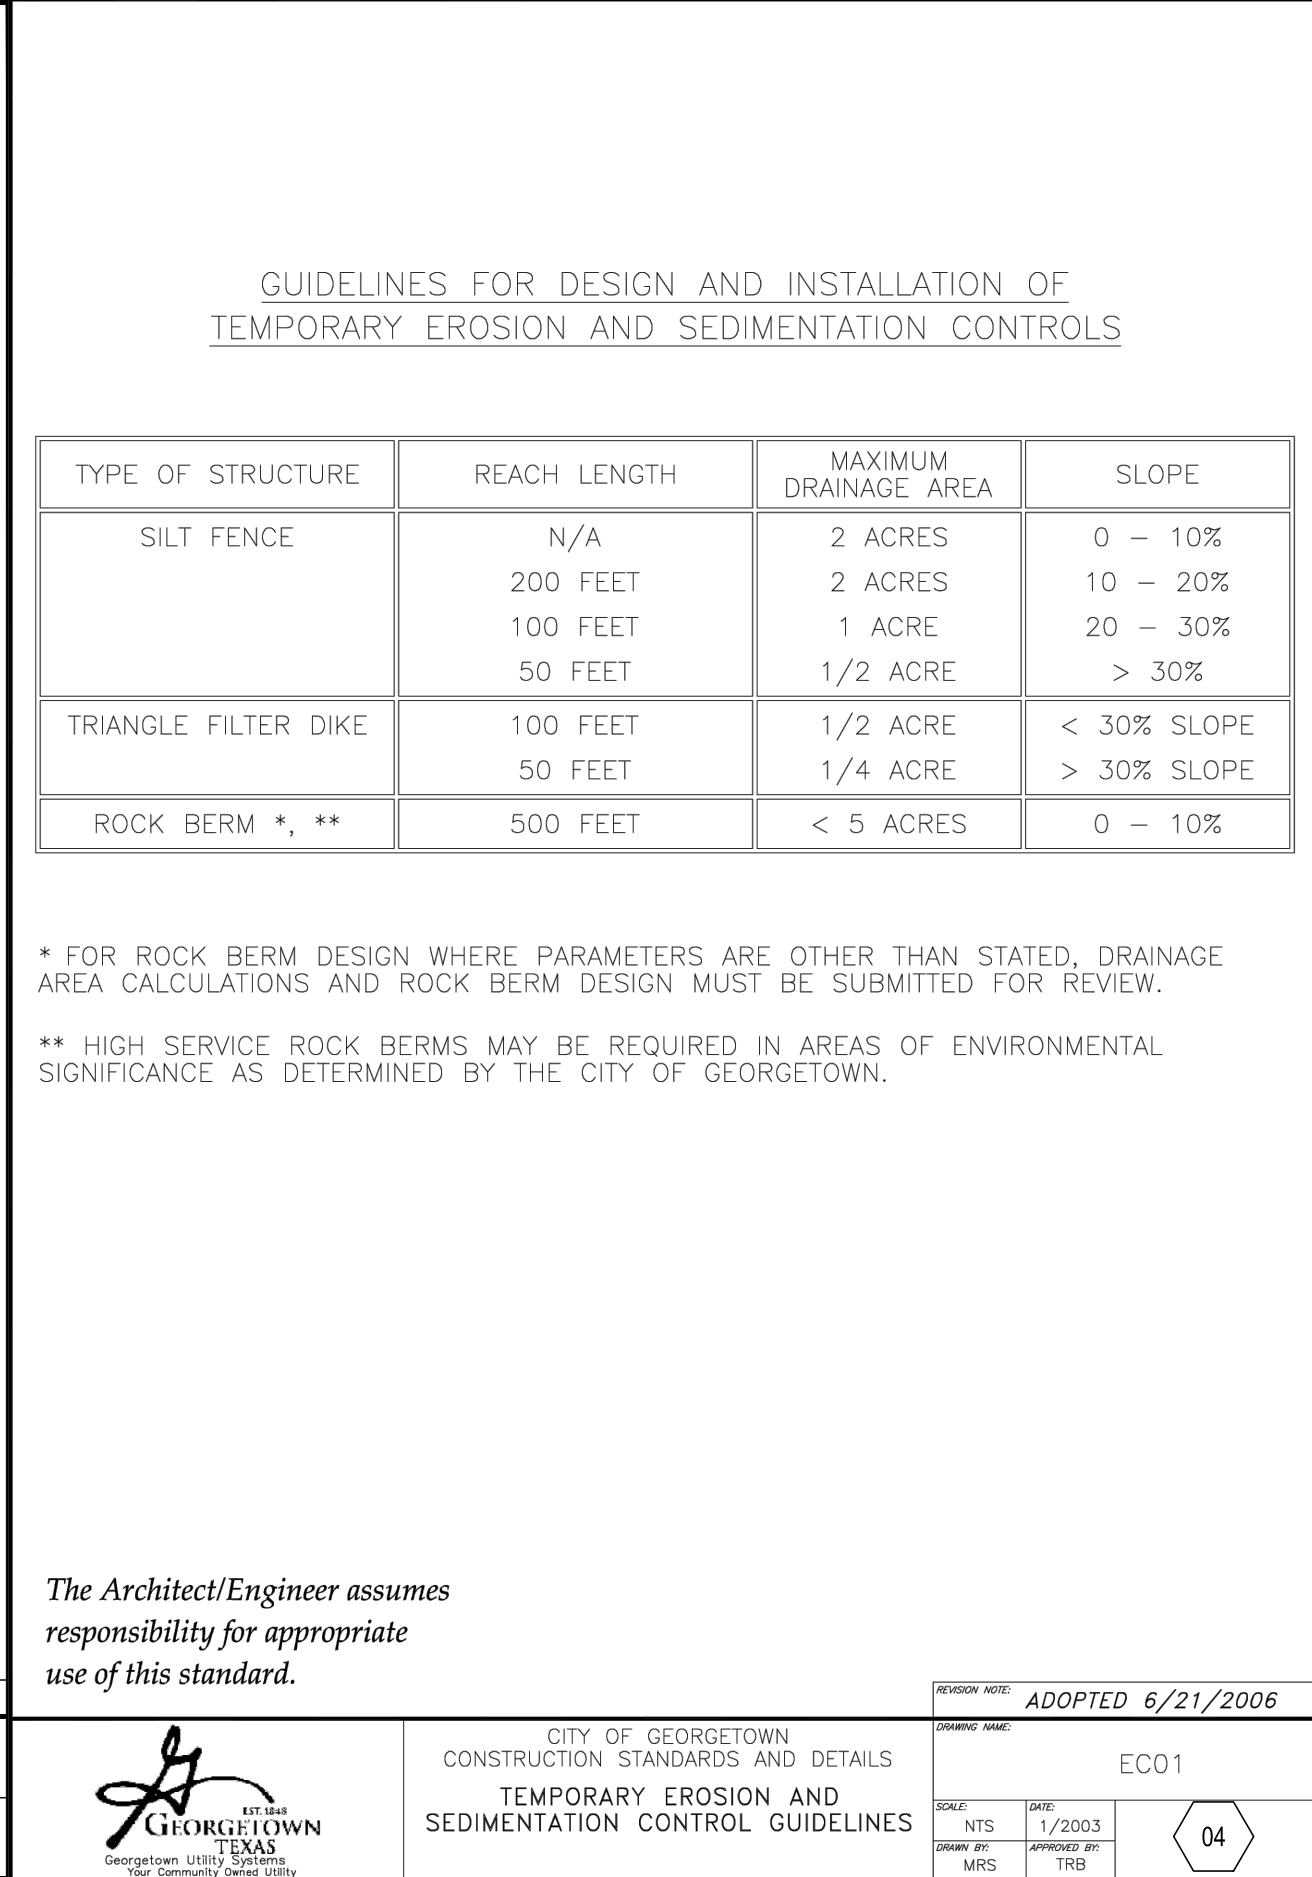 GUIDELINES FOR DESIGN AND INSTALLATION OF
TEMPORARY EROSION AND SEDIMENTATION CONTROLS
TYPE OF STRUCTURE REACH LENGTH MAXIMUM DRAINAGE AREA SLOPE
SILT FENCE N/A 2 ACRES 0 – 10%
200 FEET 2 ACRES 10 – 20%
100 FEET 1 ACRE 20 – 30%
50 FEET 1/2 ACRE > 30%
TRIANGLE FILTER DIKE 100 FEET 1/2 ACRE < 30% SLOPE
50 FEET 1/4 ACRE > 30% SLOPE
ROCK BERM *, ** 500 FEET < 5 ACRES 0 – 10%
* FOR ROCK BERM DESIGN WHERE PARAMETERS ARE OTHER THAN STATED, DRAINAGE
AREA CALCULATIONS AND ROCK BERM DESIGN MUST BE SUBMITTED FOR REVIEW.
** HIGH SERVICE ROCK BERMS MAY BE REQUIRED IN AREAS OF ENVIRONMENTAL
SIGNIFICANCE AS DETERMINED BY THE CITY OF GEORGETOWN.
The Architect/Engineer assumes
responsibility for appropriate
use of this standard.
REVISION NOTE: ADOPTED 6/21/2006
EST. 1848
GEORGETOWN
TEXAS
Georgetown Utility Systems
Your Community Owned Utility
CITY OF GEORGETOWN
CONSTRUCTION STANDARDS AND DETAILS
TEMPORARY EROSION AND
SEDIMENTATION CONTROL GUIDELINES
DRAWING NAME:
EC01
SCALE: NTS
DATE: 1/2003
DRAWN BY: MRS
APPROVED BY: TRB
04